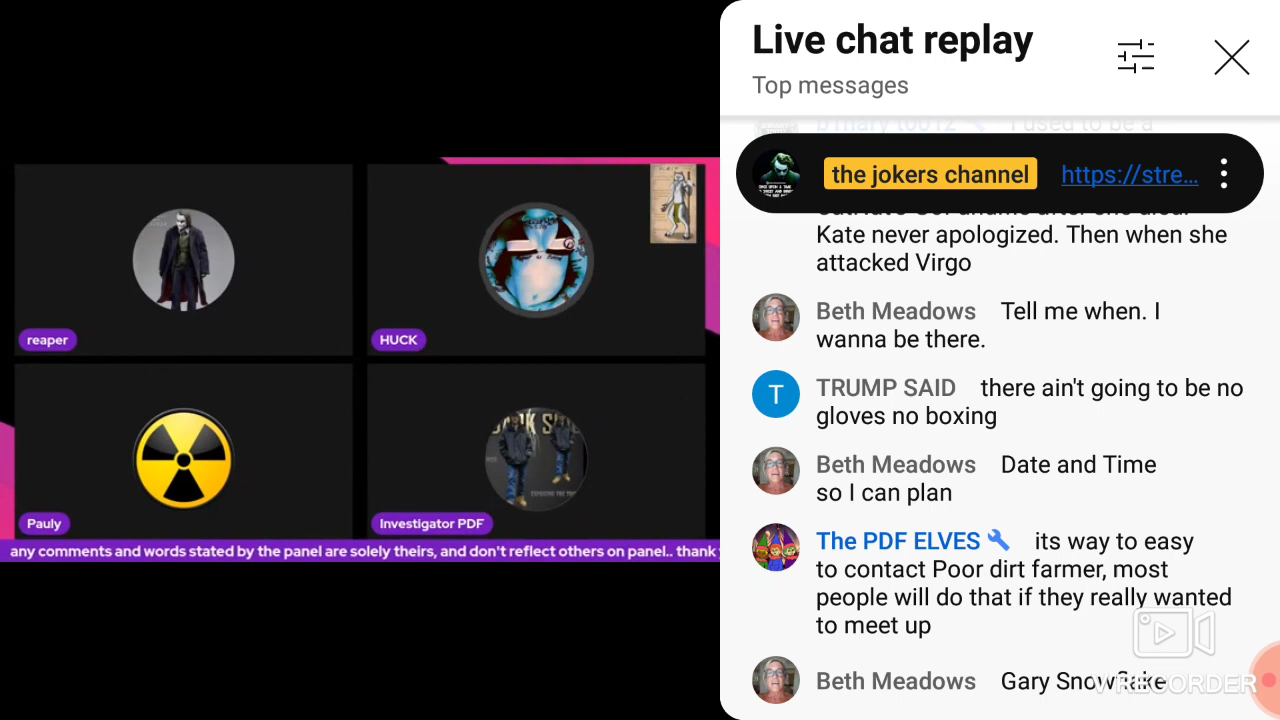 Live chat replay
Top messages
the jokers channel https://stre...
Kate never apologized. Then when she
attacked Virgo
Beth Meadows Tell me when. I
wanna be there.
T TRUMP SAID there ain't going to be no
gloves no boxing
Beth Meadows Date and Time
so I can plan
The PDF ELVES its way to easy
to contact Poor dirt farmer, most
people will do that if they really wanted
to meet up
Beth Meadows Gary Snowflake
VRECORDER
reaper
HUCK
Pauly
Investigator PDF
any comments and words stated by the panel are solely theirs, and don't reflect others on panel.. thank